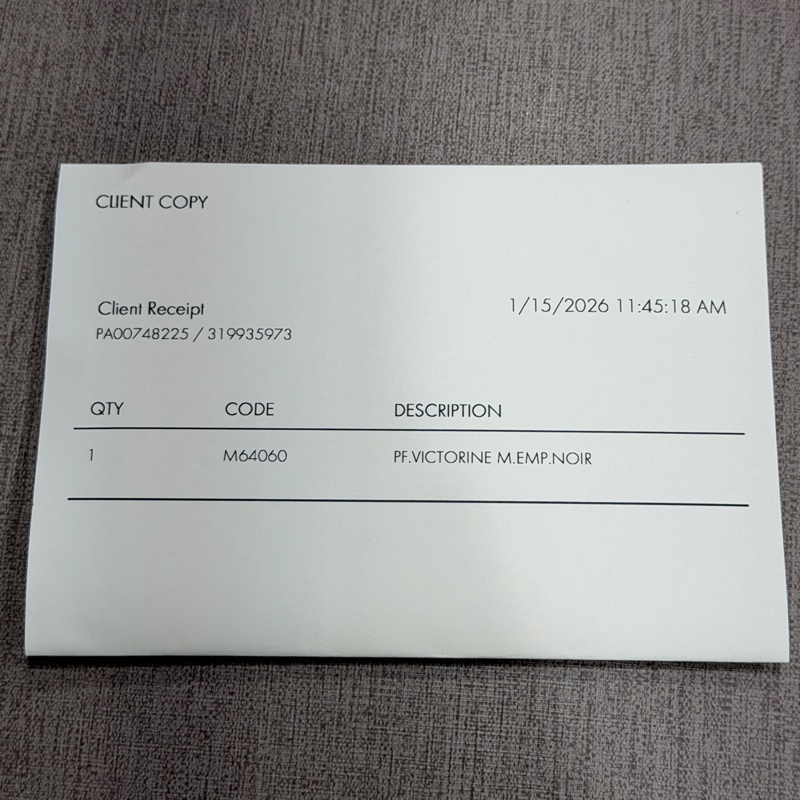 CLIENT COPY
Client Receipt 1/15/2026 11:45:18 AM
PA00748225 / 319935973
QTY CODE DESCRIPTION
1 M64060 PF.VICTORINE M.EMP.NOIR